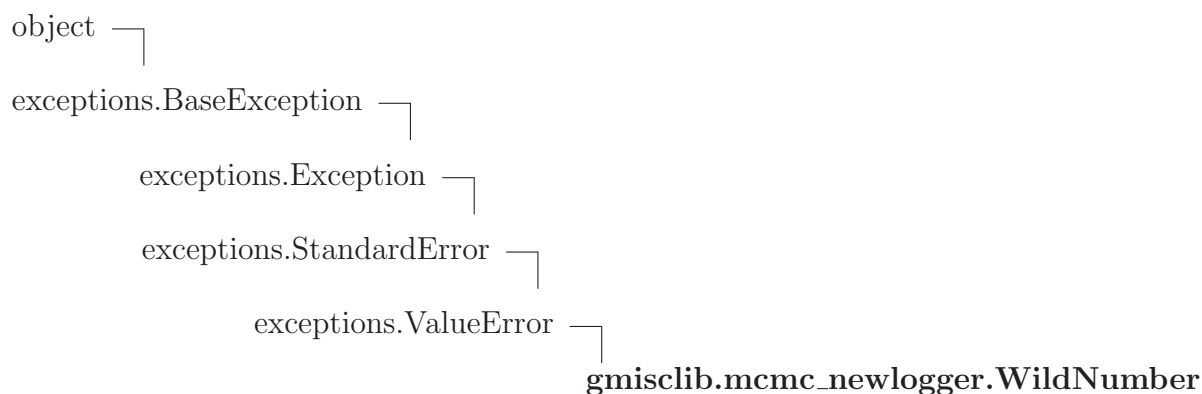 object
exceptions.BaseException
exceptions.Exception
exceptions.StandardError
exceptions.ValueError
gmisclib.mcmc_newlogger.WildNumber